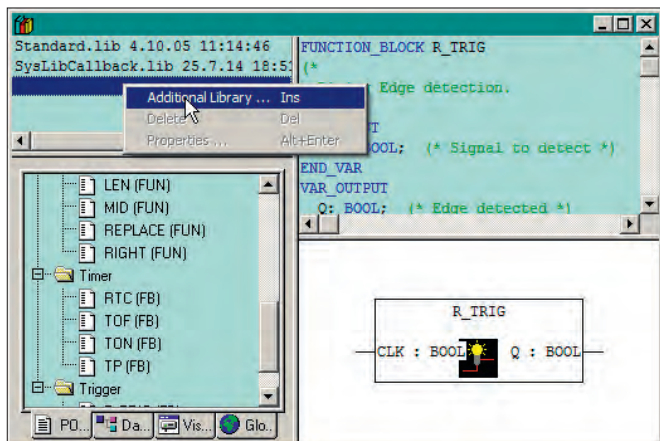 Standard.lib 4.10.05 11:14:46
SysLibCallback.lib 25.7.14 18:5
Additional Library ... Ins
Delete Del
Properties ... Alt+Enter
FUNCTION_BLOCK R_TRIG
(*
Edge detection.
BOOL; (* Signal to detect *)
END_VAR
VAR_OUTPUT
Q: BOOL; (* Edge detected *)
LEN (FUN)
MID (FUN)
REPLACE (FUN)
RIGHT (FUN)
Timer
RTC (FB)
TOF (FB)
TON (FB)
TP (FB)
Trigger
PO...
Da...
Vis...
Glo..
R_TRIG
CLK : BOOL Q : BOOL